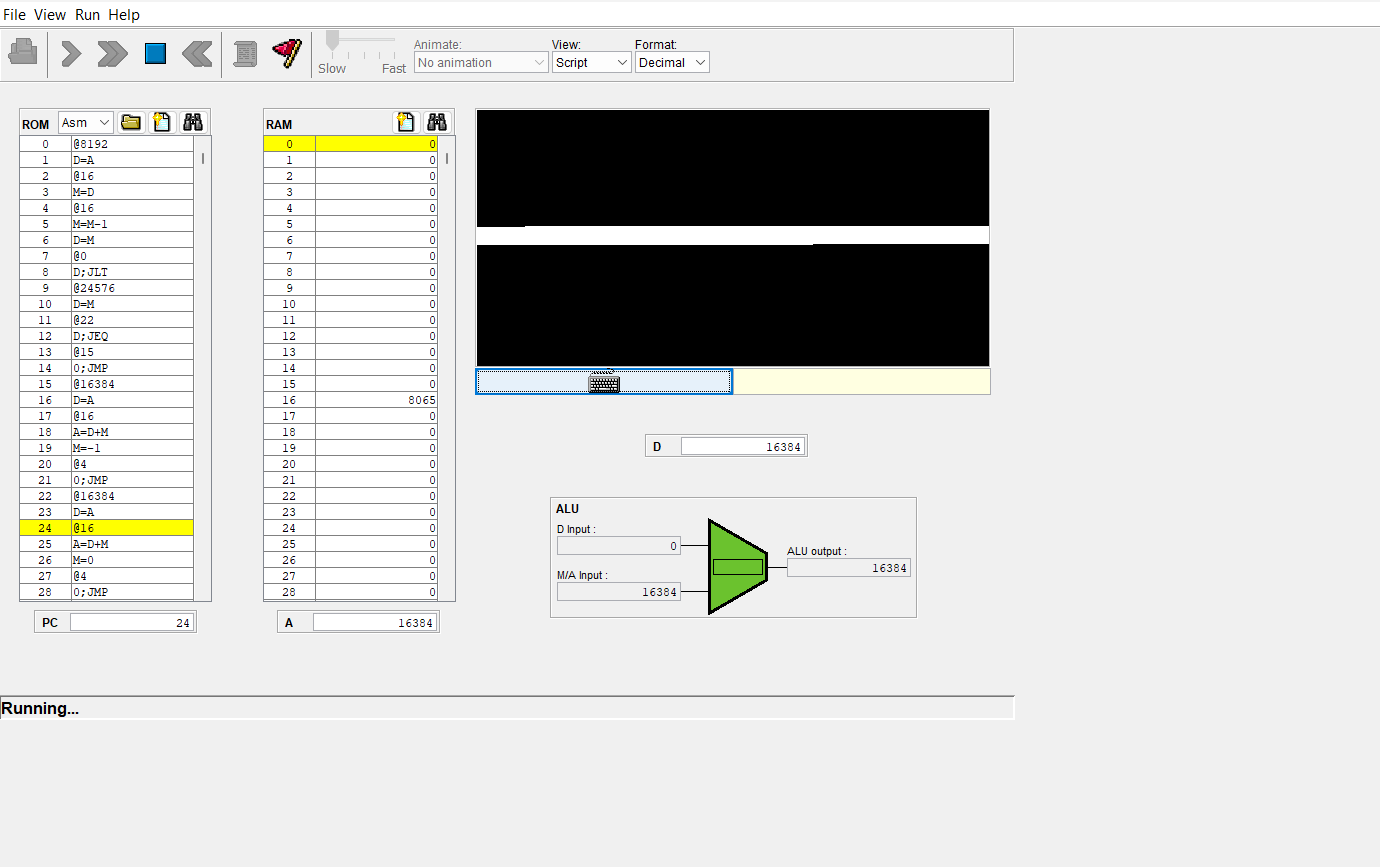 File View Run Help
Slow Fast
Animate: View: Format:
No animation Script Decimal
ROM Asm
0 @8192
1 D=A
2 @16
3 M=D
4 @16
5 M=M-1
6 D=M
7 @0
8 D;JLT
9 @24576
10 D=M
11 @22
12 D;JEQ
13 @15
14 0;JMP
15 @16384
16 D=A
17 @16
18 A=D+M
19 M=-1
20 @4
21 0;JMP
22 @16384
23 D=A
24 @16
25 A=D+M
26 M=0
27 @4
28 0;JMP
PC 24
RAM
0 0
1 0
2 0
3 0
4 0
5 0
6 0
7 0
8 0
9 0
10 0
11 0
12 0
13 0
14 0
15 0
16 8065
17 0
18 0
19 0
20 0
21 0
22 0
23 0
24 0
25 0
26 0
27 0
28 0
A 16384
D 16384
ALU
D Input :
0
M/A Input :
16384
ALU output :
16384
Running...